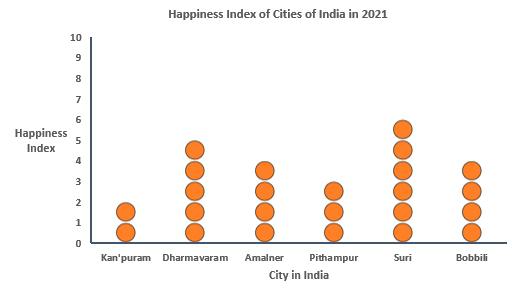 Happiness Index of Cities of India in 2021
10
9
8
7
6
5
4
3
2
1
0
Happiness
Index
Kan'puram Dharmavaram Amalner Pithampur Suri Bobbili
City in India